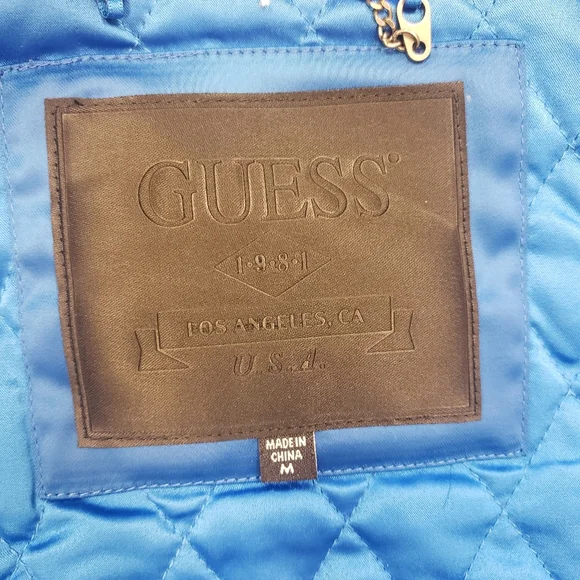 GUESS®
1·9·8·1
LOS ANGELES, CA
U.S.A.
MADE IN
CHINA
M